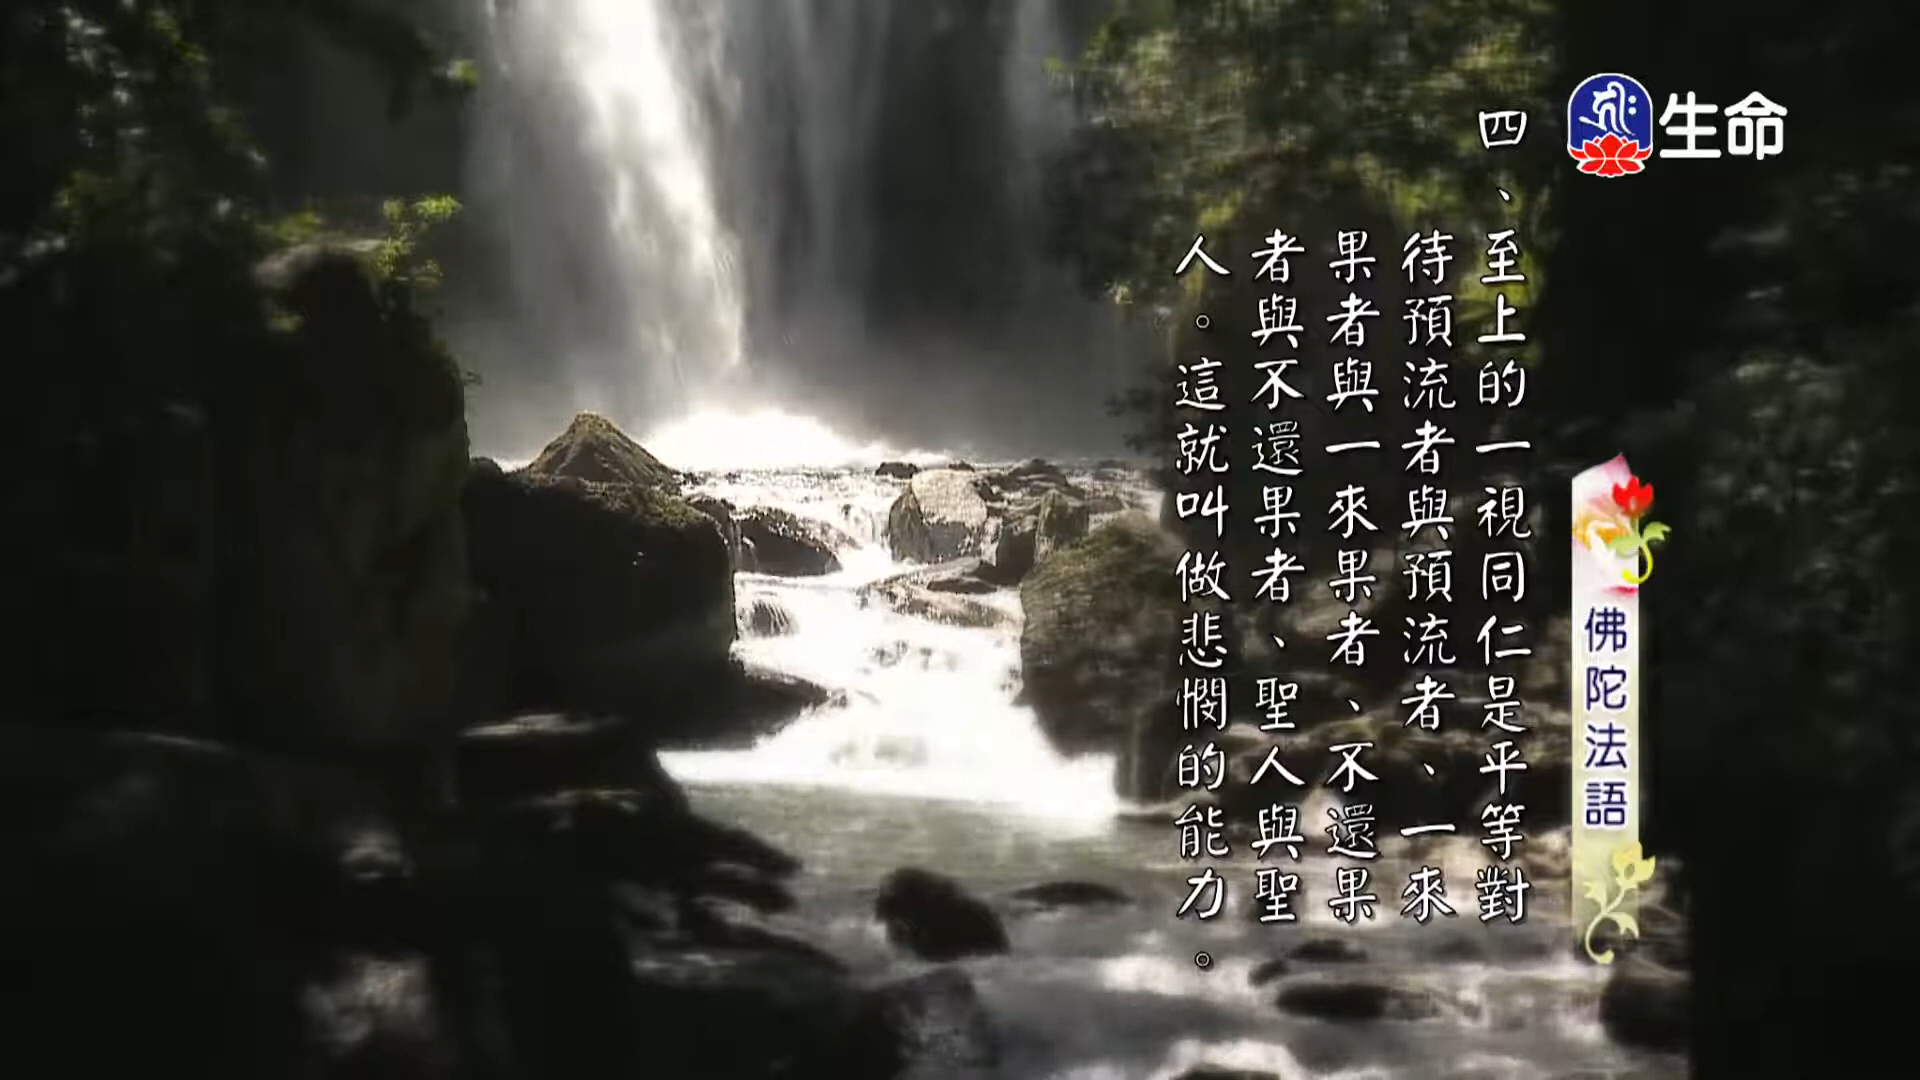 生命
佛陀法語
四、至上的一視同仁是平等對
待預流者與預流者、一來
果者與一來果者、不還果
者與不還果者、聖人與聖
人。這就叫做悲憫的能力。